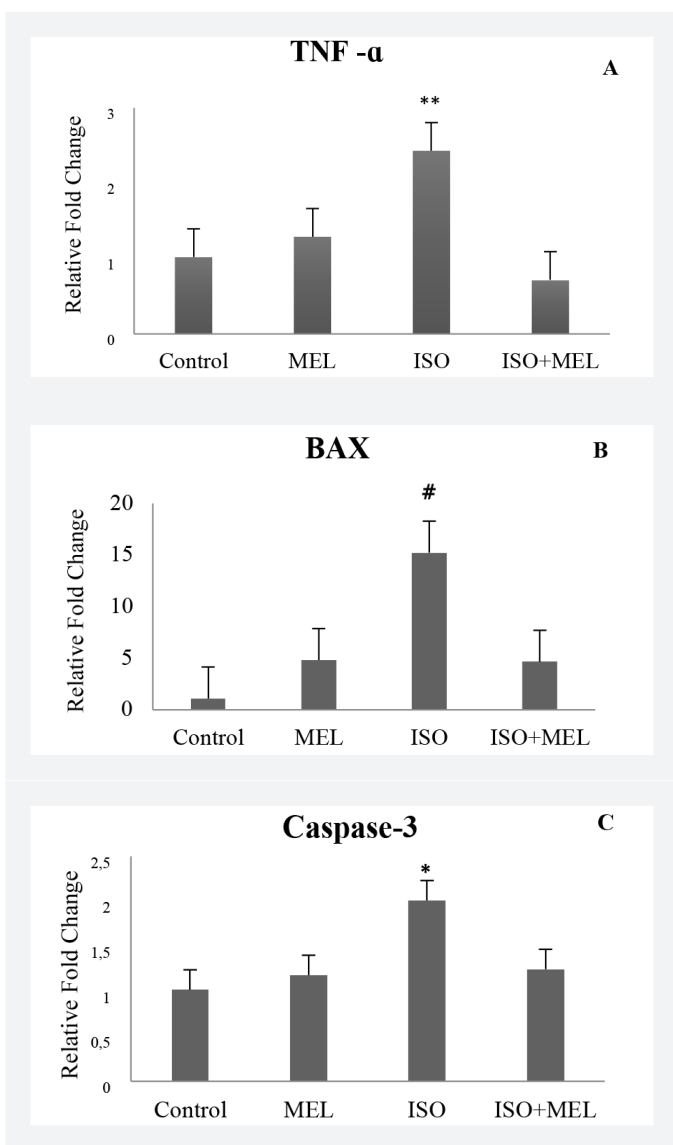 TNF -α
A
**
Relative Fold Change
3
2
1
0
Control MEL ISO ISO+MEL
BAX
B
#
Relative Fold Change
20
15
10
5
0
Control MEL ISO ISO+MEL
Caspase-3
C
*
Relative Fold Change
2,5
2
1,5
1
0,5
0
Control MEL ISO ISO+MEL